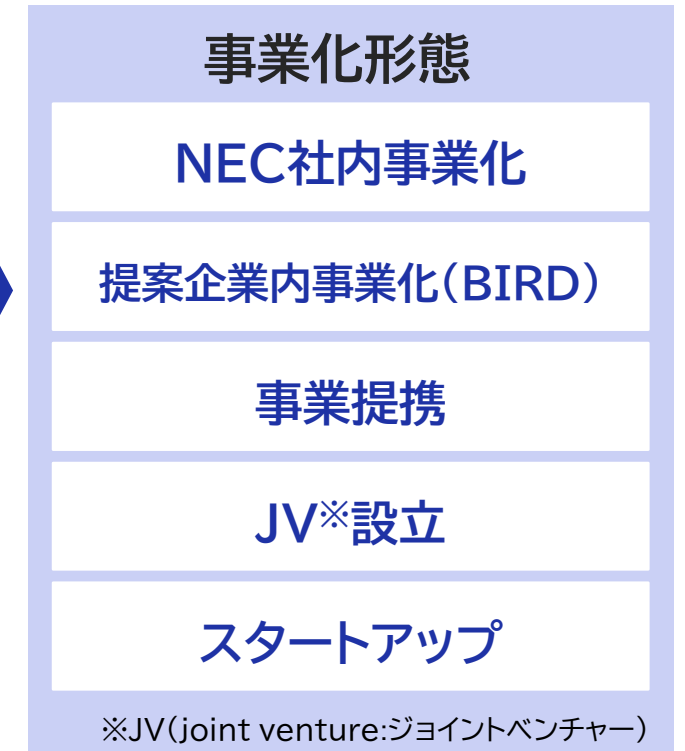 事業化形態
NEC社内事業化
提案企業内事業化(BIRD)
事業提携
JV※設立
スタートアップ
※JV(joint venture:ジョイントベンチャー)